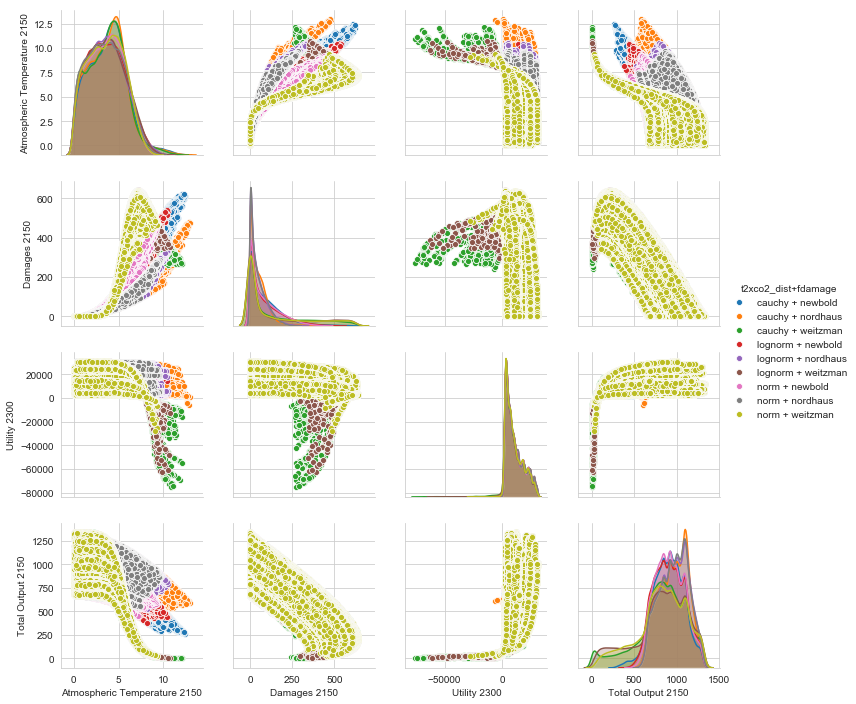 Atmospheric Temperature 2150
12.5
10.0
7.5
5.0
2.5
0.0
Damages 2150
600
400
200
0
Utility 2300
20000
0
−20000
−40000
−60000
−80000
Total Output 2150
1250
1000
750
500
250
0
0 5 10
Atmospheric Temperature 2150
0 250 500
Damages 2150
−50000 0
Utility 2300
0 500 1000 1500
Total Output 2150
t2xco2_dist+fdamage
cauchy + newbold
cauchy + nordhaus
cauchy + weitzman
lognorm + newbold
lognorm + nordhaus
lognorm + weitzman
norm + newbold
norm + nordhaus
norm + weitzman